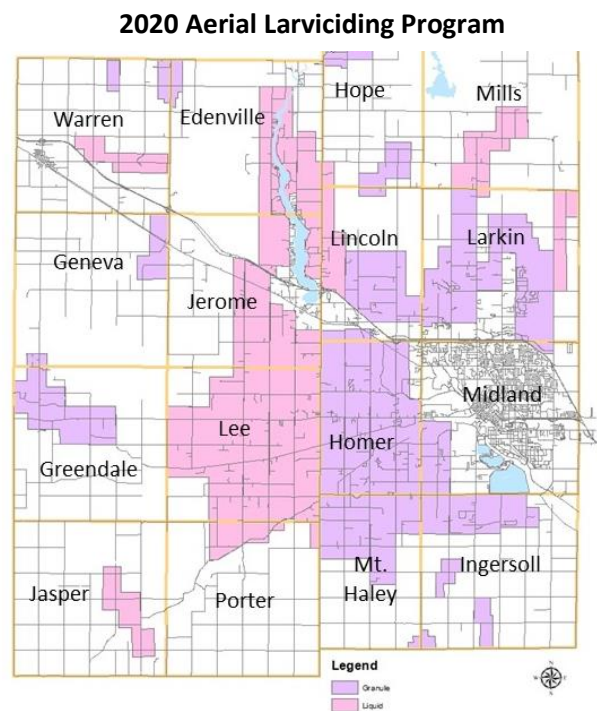 2020 Aerial Larviciding Program
Hope
Mills
Warren
Edenville
Lincoln
Larkin
Geneva
Jerome
Midland
Lee
Homer
Greendale
Mt.
Haley
Ingersoll
Jasper
Porter
Legend
Granule
Liquid